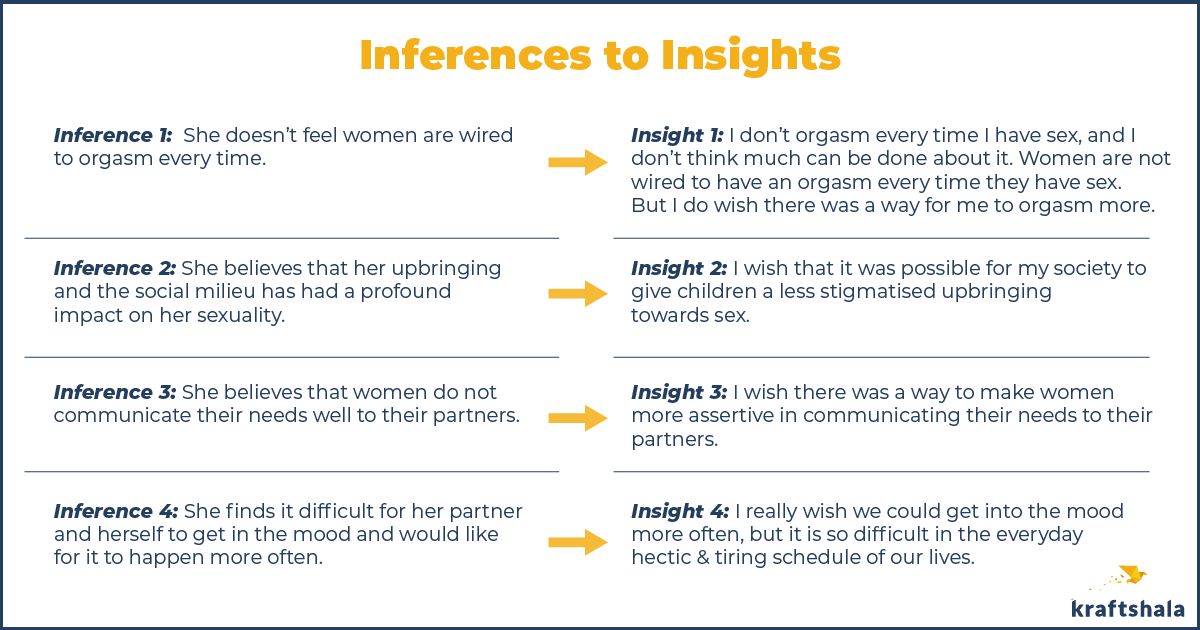 Inferences to Insights
Inference 1: She doesn't feel women are wired
to orgasm every time.
Insight 1: I don't orgasm every time I have sex, and I
don't think much can be done about it. Women are not
wired to have an orgasm every time they have sex.
But I do wish there was a way for me to orgasm more.
Inference 2: She believes that her upbringing
and the social milieu has had a profound
impact on her sexuality.
Insight 2: I wish that it was possible for my society to
give children a less stigmatised upbringing
towards sex.
Inference 3: She believes that women do not
communicate their needs well to their partners.
Insight 3: I wish there was a way to make women
more assertive in communicating their needs to their
partners.
Inference 4: She finds it difficult for her partner
and herself to get in the mood and would like
for it to happen more often.
Insight 4: I really wish we could get into the mood
more often, but it is so difficult in the everyday
hectic & tiring schedule of our lives.
kraftshala